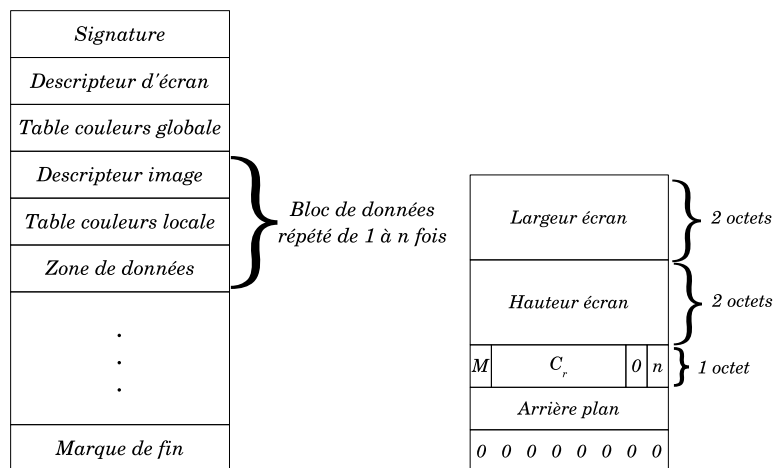 Signature
Descripteur d'écran
Table couleurs globale
Descripteur image
Table couleurs locale
Zone de données
.
.
.
Marque de fin
Bloc de données
répété de 1 à n fois
Largeur écran
2 octets
Hauteur écran
2 octets
M Cr 0 n
1 octet
Arrière plan
0 0 0 0 0 0 0 0